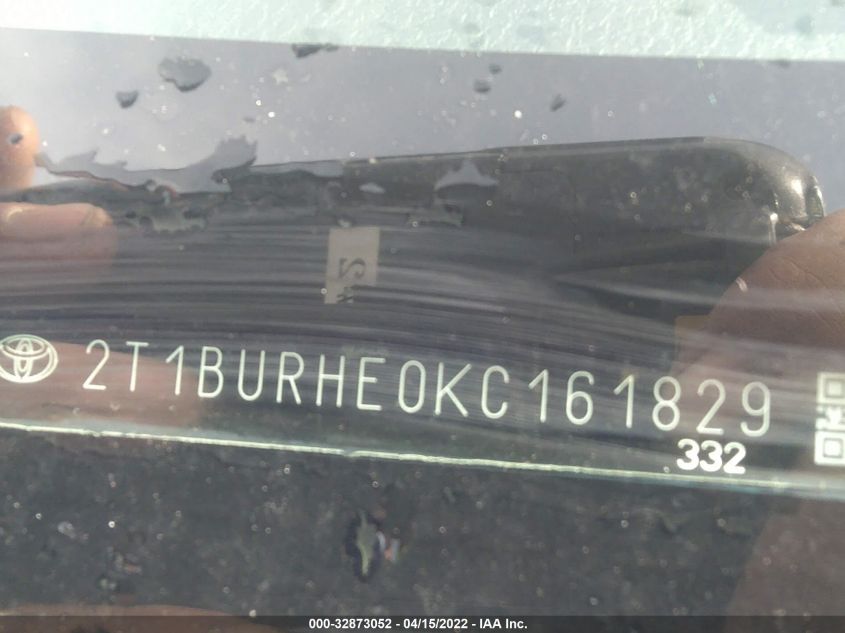 2T1BURHE0KC161829
332
000-32873052 - 04/15/2022 - IAA Inc.